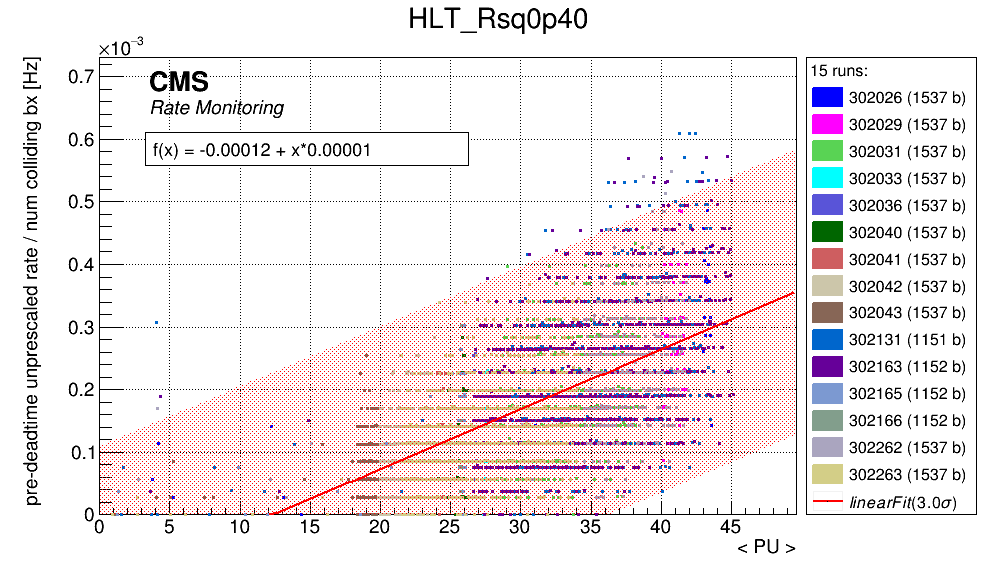 HLT_Rsq0p40
×10⁻³
pre-deadtime unprescaled rate / num colliding bx [Hz]
0.7
0.6
0.5
0.4
0.3
0.2
0.1
0
CMS
Rate Monitoring
f(x) = -0.00012 + x*0.00001
0 5 10 15 20 25 30 35 40 45
< PU >
15 runs:
302026 (1537 b)
302029 (1537 b)
302031 (1537 b)
302033 (1537 b)
302036 (1537 b)
302040 (1537 b)
302041 (1537 b)
302042 (1537 b)
302043 (1537 b)
302131 (1151 b)
302163 (1152 b)
302165 (1152 b)
302166 (1152 b)
302262 (1537 b)
302263 (1537 b)
linearFit(3.0σ)